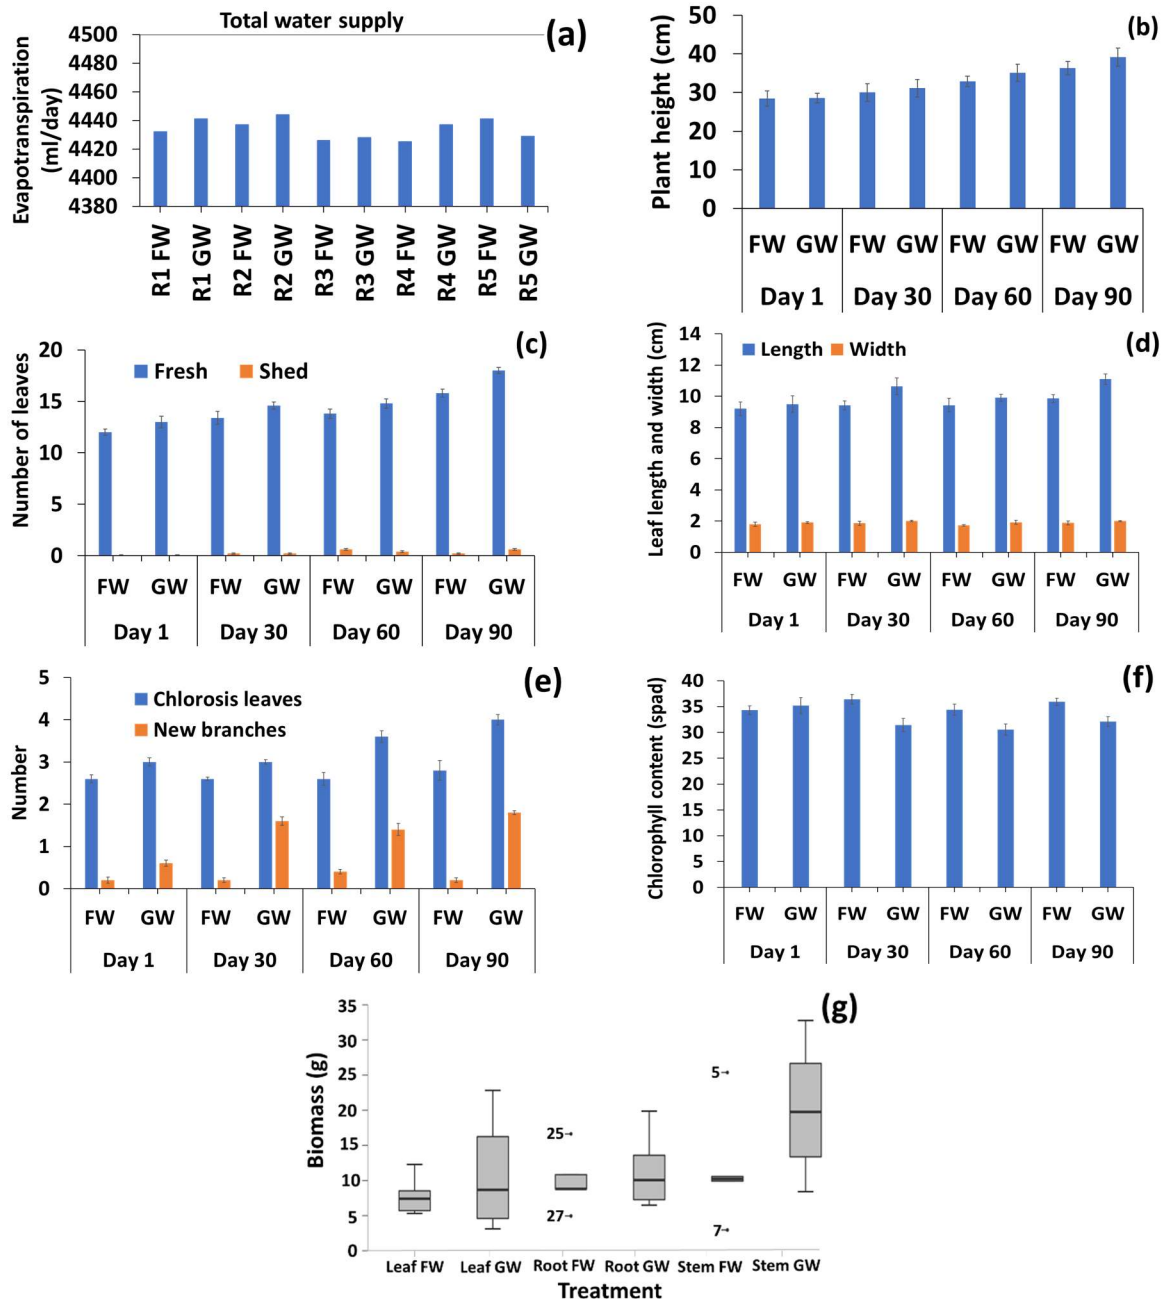 Total water supply
(a)
Evapotranspiration
(ml/day)
4500
4480
4460
4440
4420
4400
4380
R1 FW
R1 GW
R2 FW
R2 GW
R3 FW
R3 GW
R4 FW
R4 GW
R5 FW
R5 GW
(b)
Plant height (cm)
50
40
30
20
10
0
FW GW FW GW FW GW FW GW
Day 1 Day 30 Day 60 Day 90
(c)
Number of leaves
20
15
10
5
0
Fresh Shed
FW GW FW GW FW GW FW GW
Day 1 Day 30 Day 60 Day 90
(d)
Leaf length and width (cm)
14
12
10
8
6
4
2
0
Length Width
FW GW FW GW FW GW FW GW
Day 1 Day 30 Day 60 Day 90
(e)
Number
5
4
3
2
1
0
Chlorosis leaves
New branches
FW GW FW GW FW GW FW GW
Day 1 Day 30 Day 60 Day 90
(f)
Chlorophyll content (spad)
40
35
30
25
20
15
10
5
0
FW GW FW GW FW GW FW GW
Day 1 Day 30 Day 60 Day 90
(g)
Biomass (g)
35
30
25
20
15
10
5
0
25
27
5
7
Leaf FW Leaf GW Root FW Root GW Stem FW Stem GW
Treatment